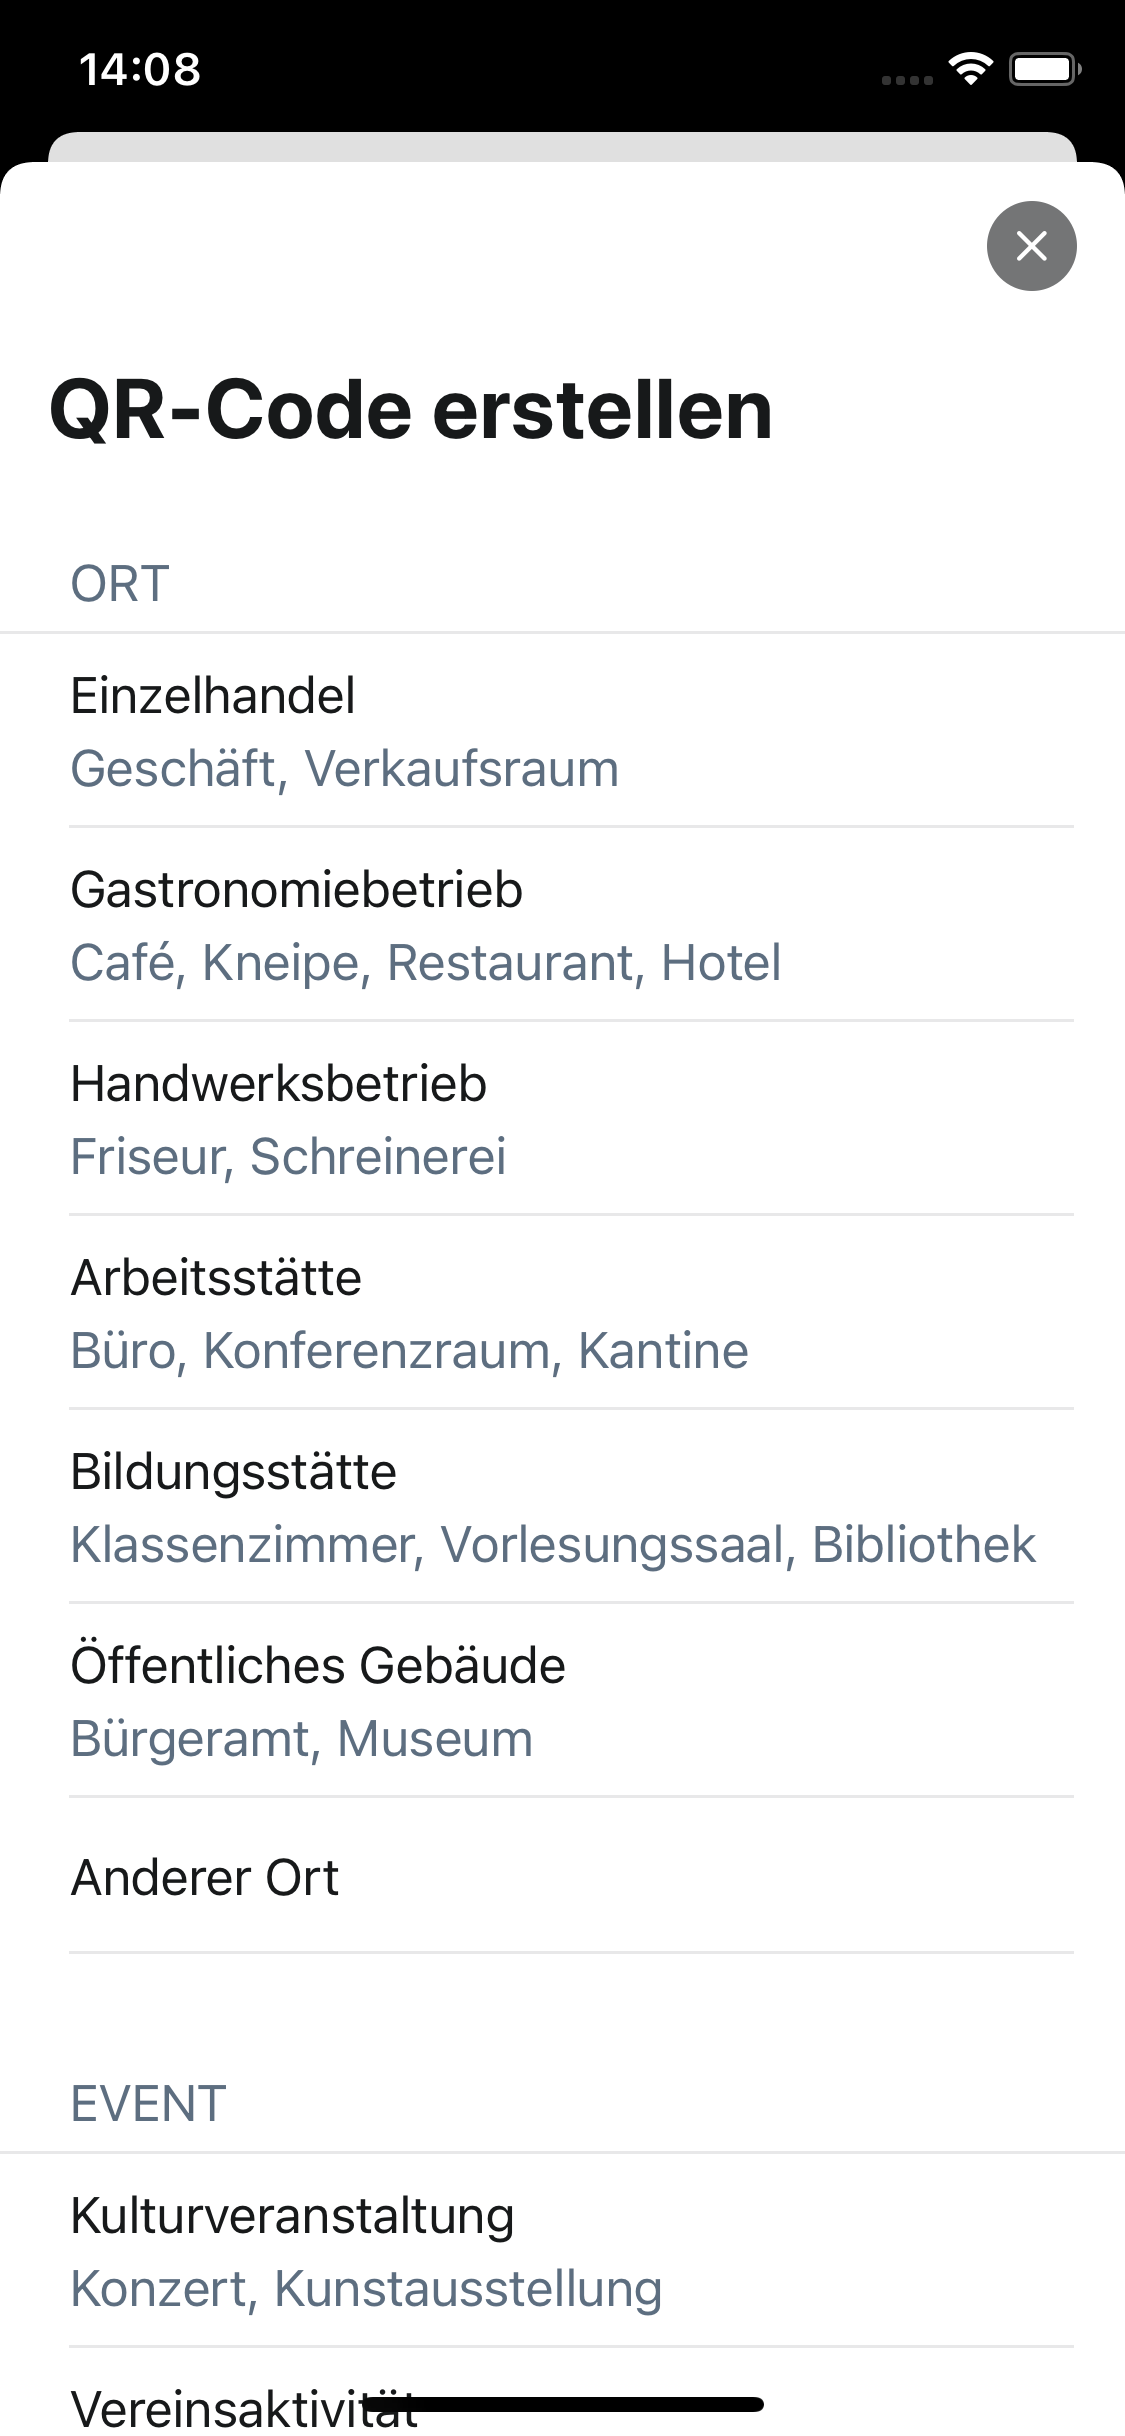 14:08
QR-Code erstellen
ORT
Einzelhandel
Geschäft, Verkaufsraum
Gastronomiebetrieb
Café, Kneipe, Restaurant, Hotel
Handwerksbetrieb
Friseur, Schreinerei
Arbeitsstätte
Büro, Konferenzraum, Kantine
Bildungsstätte
Klassenzimmer, Vorlesungssaal, Bibliothek
Öffentliches Gebäude
Bürgeramt, Museum
Anderer Ort
EVENT
Kulturveranstaltung
Konzert, Kunstausstellung
Vereinsaktivität